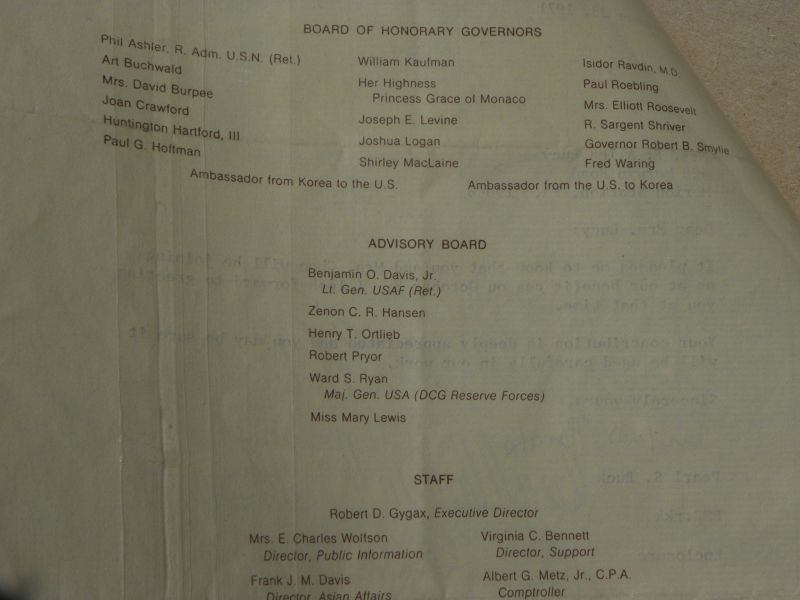 BOARD OF HONORARY GOVERNORS
Phil Ashler, R. Adm. U.S.N. (Ret.)
Art Buchwald
Mrs. David Burpee
Joan Crawford
Huntington Hartford, III
Paul G. Hoffman
William Kaufman
Her Highness
Princess Grace of Monaco
Joseph E. Levine
Joshua Logan
Shirley MacLaine
Isidor Ravdin, M.D.
Paul Roebling
Mrs. Elliott Roosevelt
R. Sargent Shriver
Governor Robert B. Smylie
Fred Waring
Ambassador from Korea to the U.S.
Ambassador from the U.S. to Korea
ADVISORY BOARD
Benjamin O. Davis, Jr.
Lt. Gen. USAF (Ret.)
Zenon C. R. Hansen
Henry T. Ortlieb
Robert Pryor
Ward S. Ryan
Maj. Gen. USA (DCG Reserve Forces)
Miss Mary Lewis
STAFF
Robert D. Gygax, Executive Director
Mrs. E. Charles Woltson
Director, Public Information
Frank J. M. Davis
Director, Asian Affairs
Virginia C. Bennett
Director, Support
Albert G. Metz, Jr., C.P.A.
Comptroller